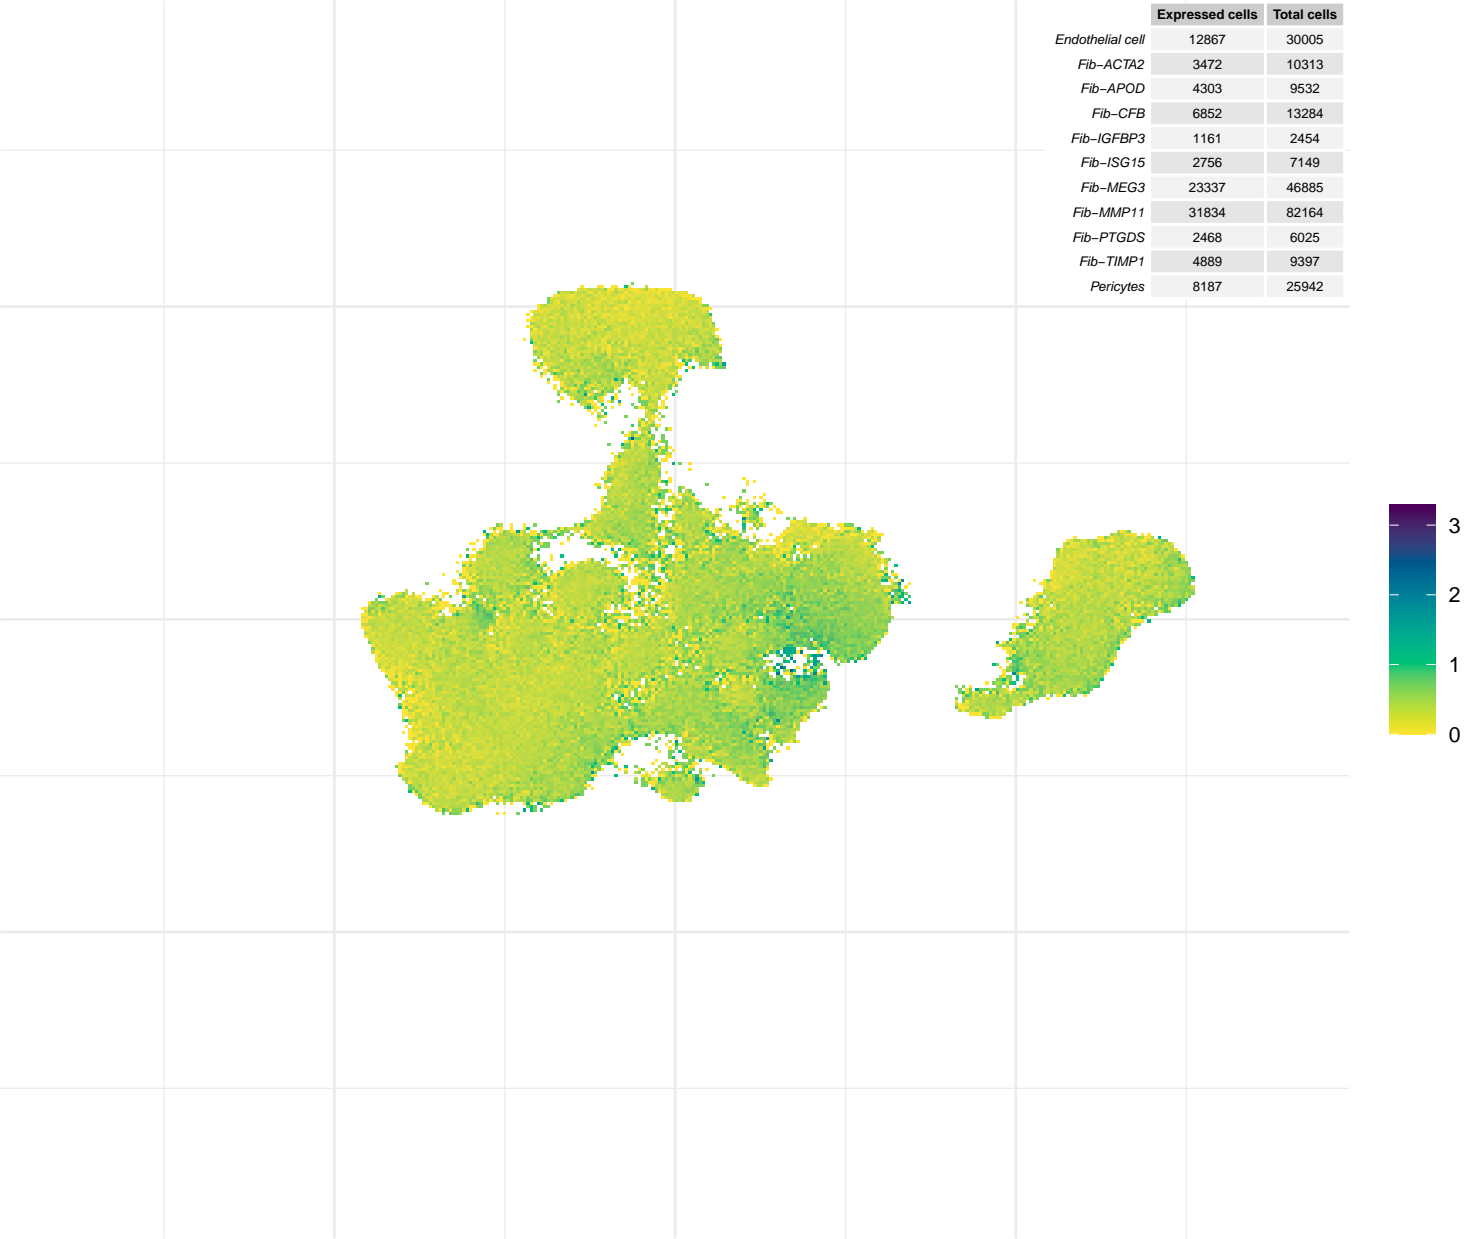 Expressed cells Total cells
Endothelial cell 12867 30005
Fib−ACTA2 3472 10313
Fib−APOD 4303 9532
Fib−CFB 6852 13284
Fib−IGFBP3 1161 2454
Fib−ISG15 2756 7149
Fib−MEG3 23337 46885
Fib−MMP11 31834 82164
Fib−PTGDS 2468 6025
Fib−TIMP1 4889 9397
Pericytes 8187 25942
3
2
1
0